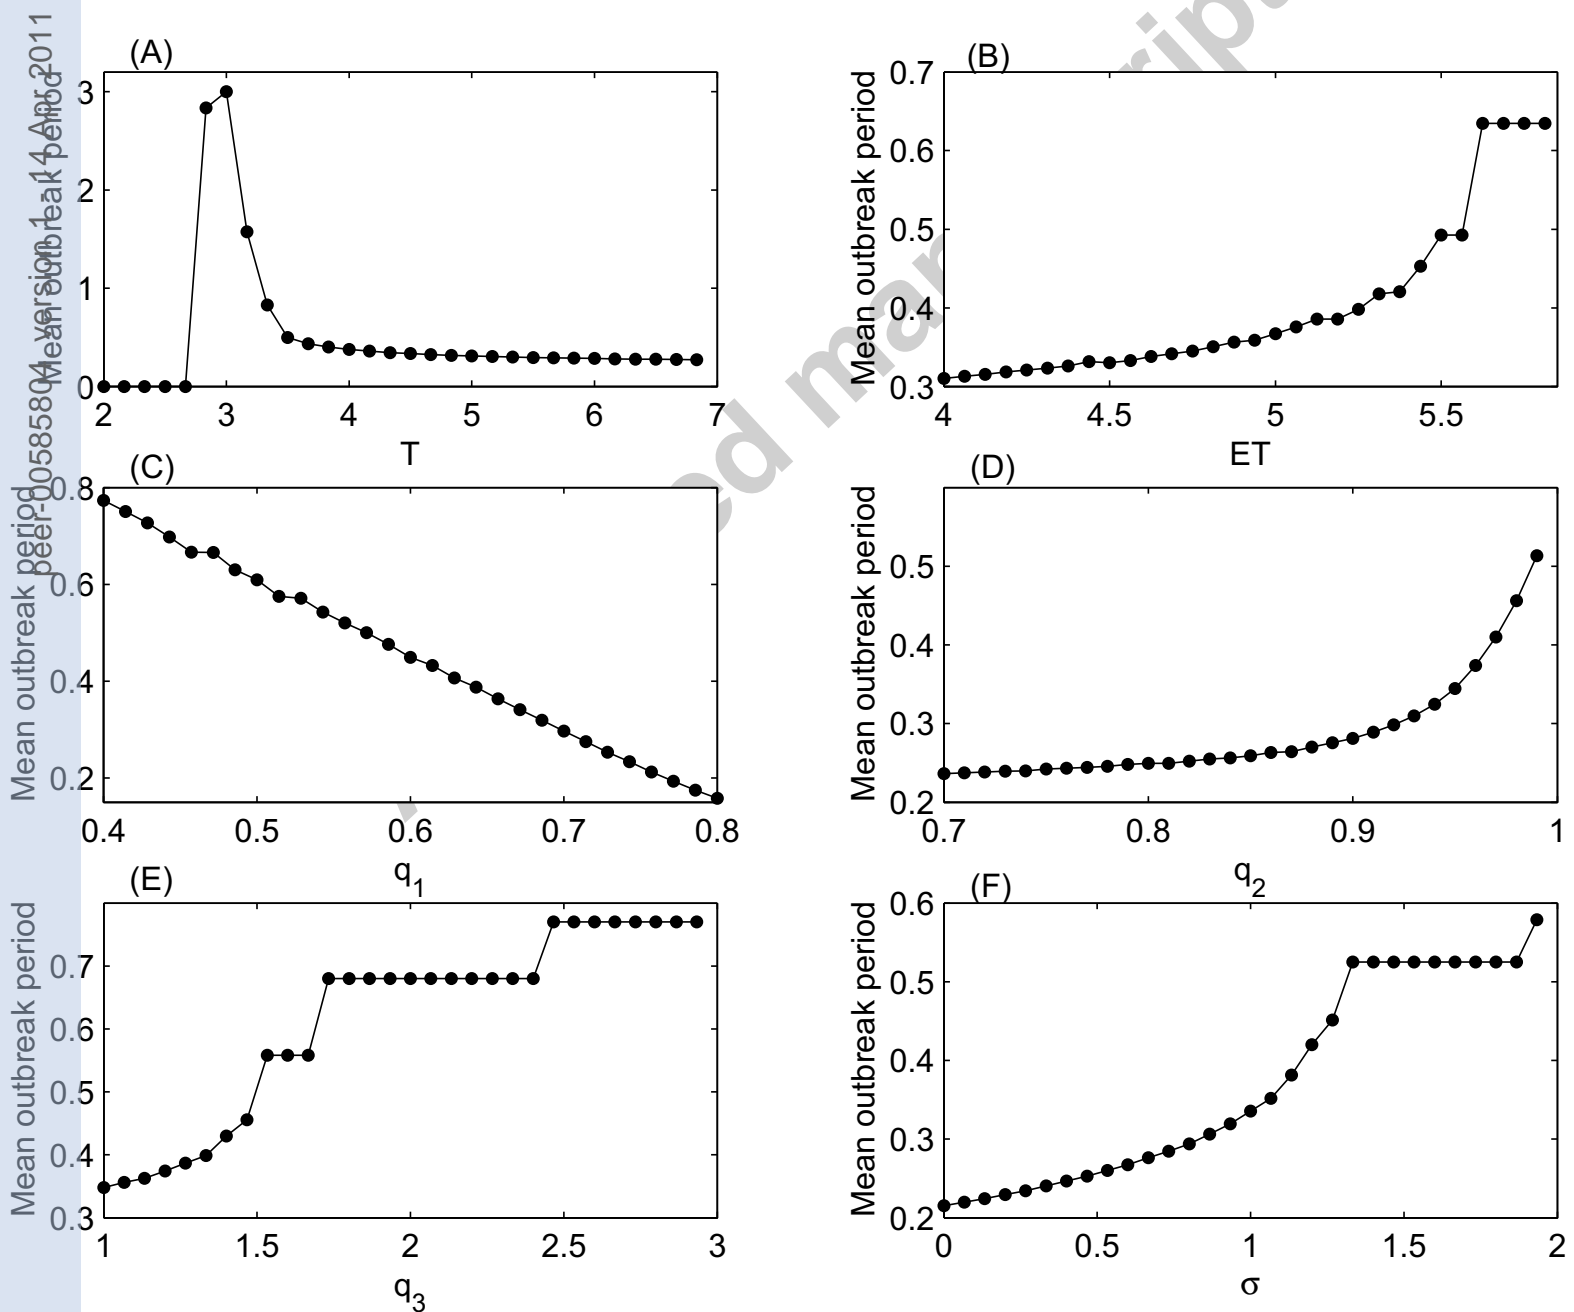 peer-00585804, version 1 - 14 Apr 2011
(A)
Mean outbreak period
3
2
1
0
2 3 4 5 6 7
T
(B)
Mean outbreak period
0.7
0.6
0.5
0.4
0.3
4 4.5 5 5.5
ET
(C)
Mean outbreak period
0.8
0.6
0.4
0.2
0.4 0.5 0.6 0.7 0.8
q1
(D)
Mean outbreak period
0.5
0.4
0.3
0.2
0.7 0.8 0.9 1
q2
(E)
Mean outbreak period
0.7
0.6
0.5
0.4
0.3
1 1.5 2 2.5 3
q3
(F)
Mean outbreak period
0.6
0.5
0.4
0.3
0.2
0 0.5 1 1.5 2
σ